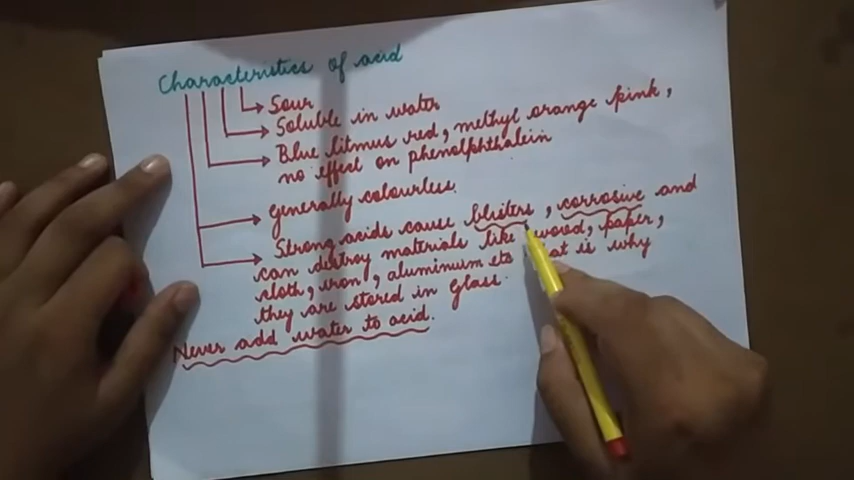 Characteristics of acid
Sour
Soluble in water
Blue litmus red, methyl orange pink,
no effect on phenolphthalein
generally colourless.
Strong acids cause blisters, corrosive and
can destroy materials like wood, paper,
cloth, iron, aluminum etc is why
they are stored in glass.
Never add water to acid.